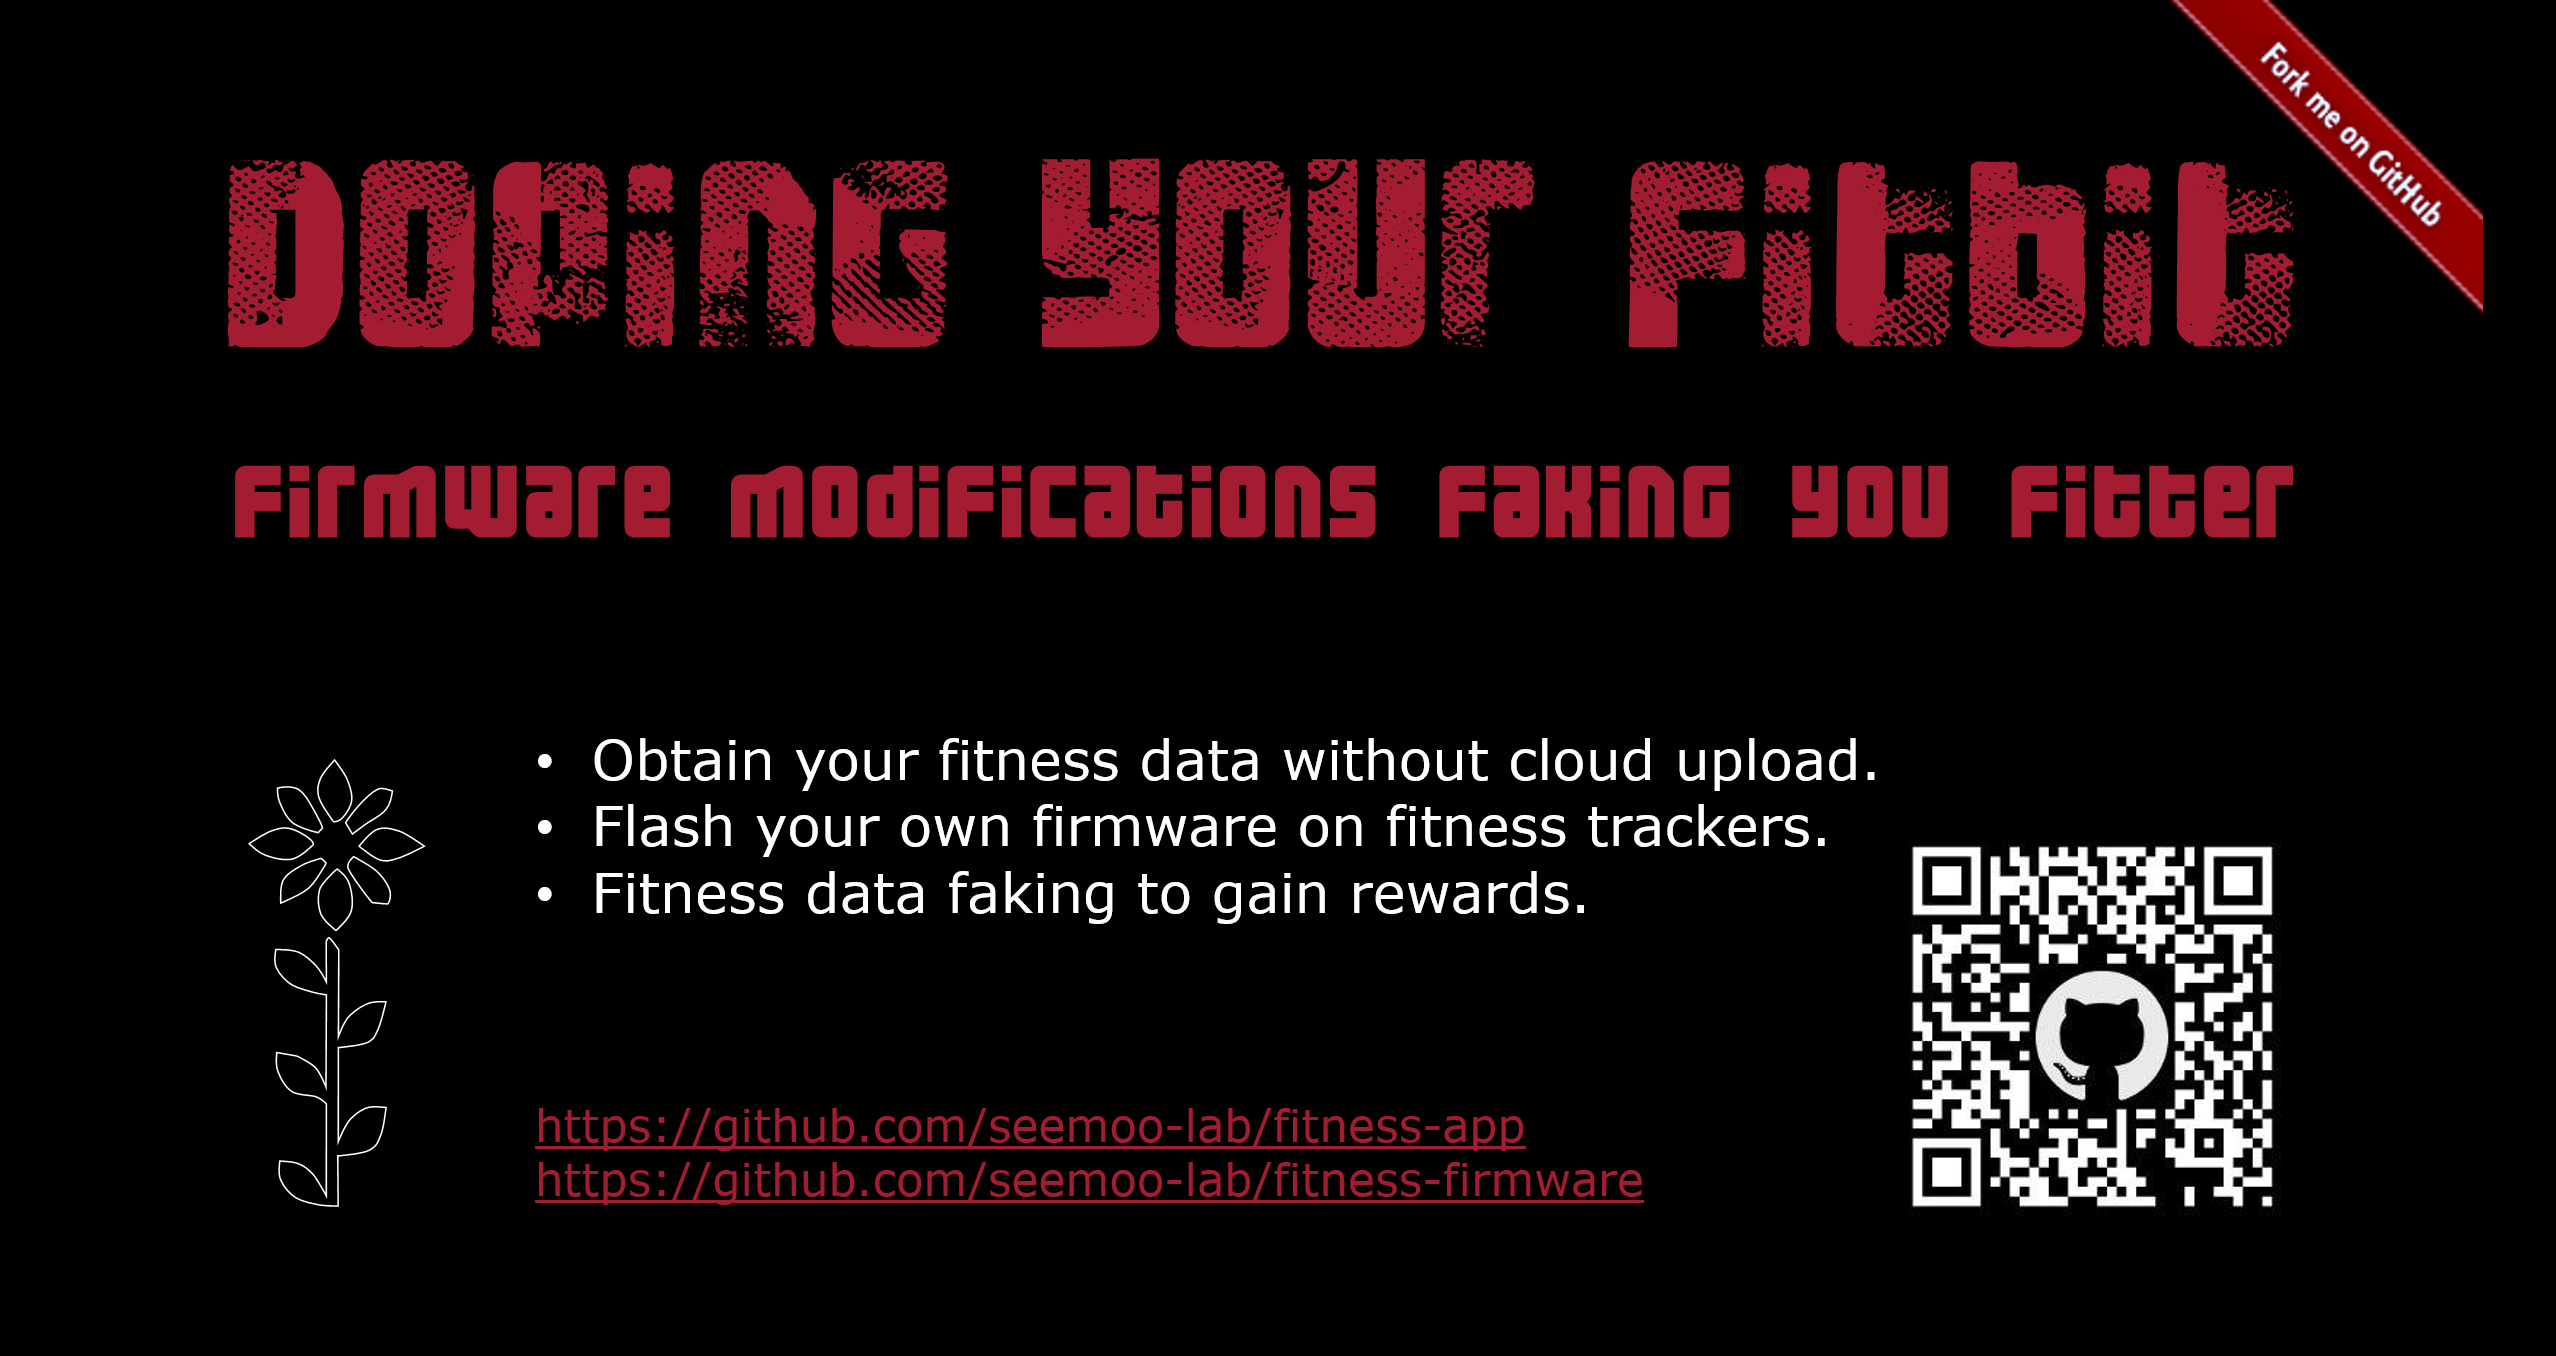 Fork me on GitHub
Doping your Fitbit
Firmware modifications faking you fitter
• Obtain your fitness data without cloud upload.
• Flash your own firmware on fitness trackers.
• Fitness data faking to gain rewards.
https://github.com/seemoo-lab/fitness-app
https://github.com/seemoo-lab/fitness-firmware